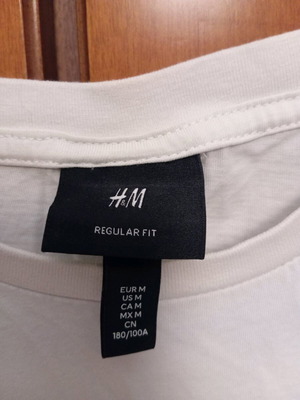 H&M
REGULAR FIT
EUR M
US M
CA M
MX M
CN
180/100A